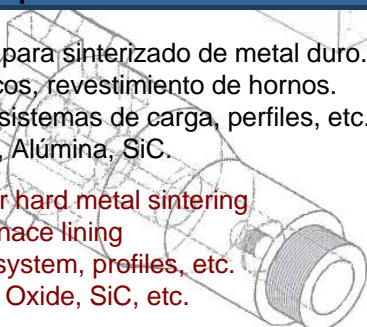 para sinterizado de metal duro.
cos, revestimiento de hornos.
sistemas de carga, perfiles, etc.
, Alúmina, SiC.
r hard metal sintering
nace lining
system, profiles, etc.
Oxide, SiC, etc.